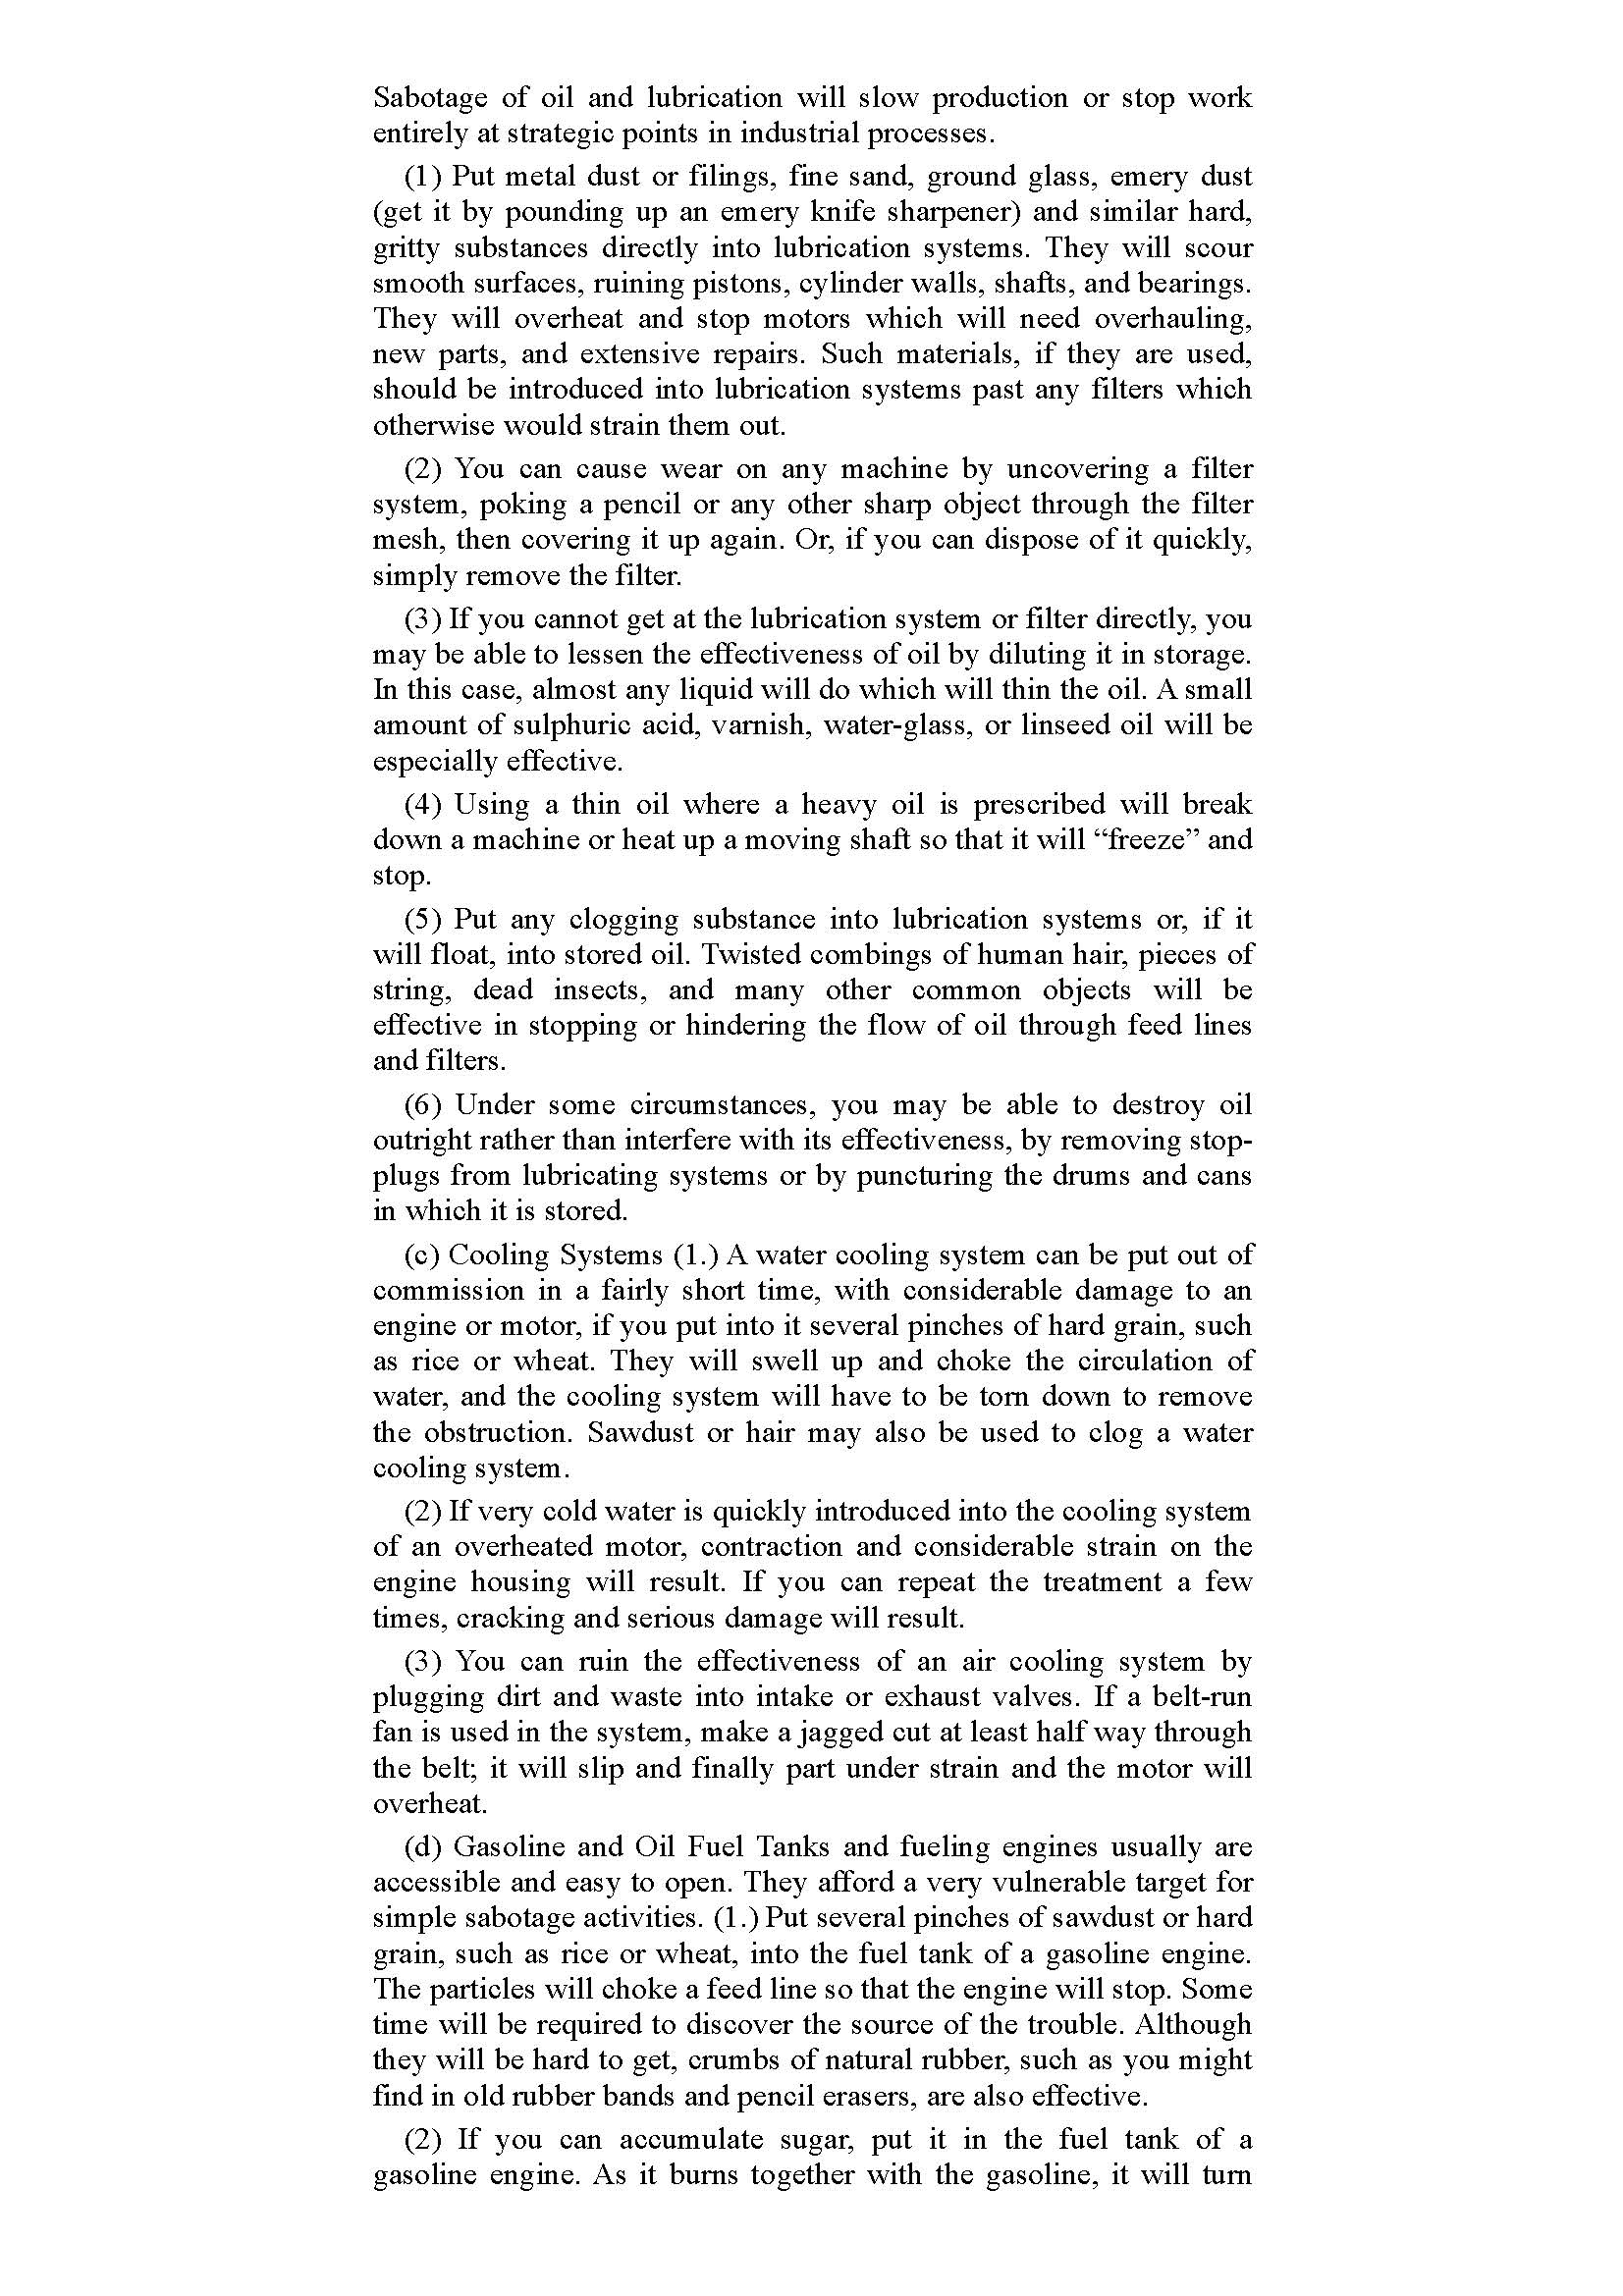 Sabotage of oil and lubrication will slow production or stop work
entirely at strategic points in industrial processes.
(1) Put metal dust or filings, fine sand, ground glass, emery dust
(get it by pounding up an emery knife sharpener) and similar hard,
gritty substances directly into lubrication systems. They will scour
smooth surfaces, ruining pistons, cylinder walls, shafts, and bearings.
They will overheat and stop motors which will need overhauling,
new parts, and extensive repairs. Such materials, if they are used,
should be introduced into lubrication systems past any filters which
otherwise would strain them out.
(2) You can cause wear on any machine by uncovering a filter
system, poking a pencil or any other sharp object through the filter
mesh, then covering it up again. Or, if you can dispose of it quickly,
simply remove the filter.
(3) If you cannot get at the lubrication system or filter directly, you
may be able to lessen the effectiveness of oil by diluting it in storage.
In this case, almost any liquid will do which will thin the oil. A small
amount of sulphuric acid, varnish, water-glass, or linseed oil will be
especially effective.
(4) Using a thin oil where a heavy oil is prescribed will break
down a machine or heat up a moving shaft so that it will “freeze” and
stop.
(5) Put any clogging substance into lubrication systems or, if it
will float, into stored oil. Twisted combings of human hair, pieces of
string, dead insects, and many other common objects will be
effective in stopping or hindering the flow of oil through feed lines
and filters.
(6) Under some circumstances, you may be able to destroy oil
outright rather than interfere with its effectiveness, by removing stop-
plugs from lubricating systems or by puncturing the drums and cans
in which it is stored.
(c) Cooling Systems (1.) A water cooling system can be put out of
commission in a fairly short time, with considerable damage to an
engine or motor, if you put into it several pinches of hard grain, such
as rice or wheat. They will swell up and choke the circulation of
water, and the cooling system will have to be torn down to remove
the obstruction. Sawdust or hair may also be used to clog a water
cooling system.
(2) If very cold water is quickly introduced into the cooling system
of an overheated motor, contraction and considerable strain on the
engine housing will result. If you can repeat the treatment a few
times, cracking and serious damage will result.
(3) You can ruin the effectiveness of an air cooling system by
plugging dirt and waste into intake or exhaust valves. If a belt-run
fan is used in the system, make a jagged cut at least half way through
the belt; it will slip and finally part under strain and the motor will
overheat.
(d) Gasoline and Oil Fuel Tanks and fueling engines usually are
accessible and easy to open. They afford a very vulnerable target for
simple sabotage activities. (1.) Put several pinches of sawdust or hard
grain, such as rice or wheat, into the fuel tank of a gasoline engine.
The particles will choke a feed line so that the engine will stop. Some
time will be required to discover the source of the trouble. Although
they will be hard to get, crumbs of natural rubber, such as you might
find in old rubber bands and pencil erasers, are also effective.
(2) If you can accumulate sugar, put it in the fuel tank of a
gasoline engine. As it burns together with the gasoline, it will turn